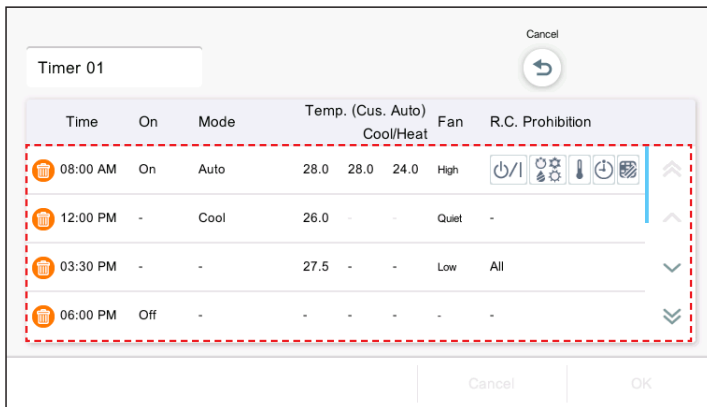 Cancel
Timer 01
Time On Mode Temp. (Cus. Auto) Cool/Heat Fan R.C. Prohibition
08:00 AM On Auto 28.0 28.0 24.0 High
12:00 PM - Cool 26.0 - - Quiet -
03:30 PM - - 27.5 - - Low All
06:00 PM Off - - - - - -
Cancel OK